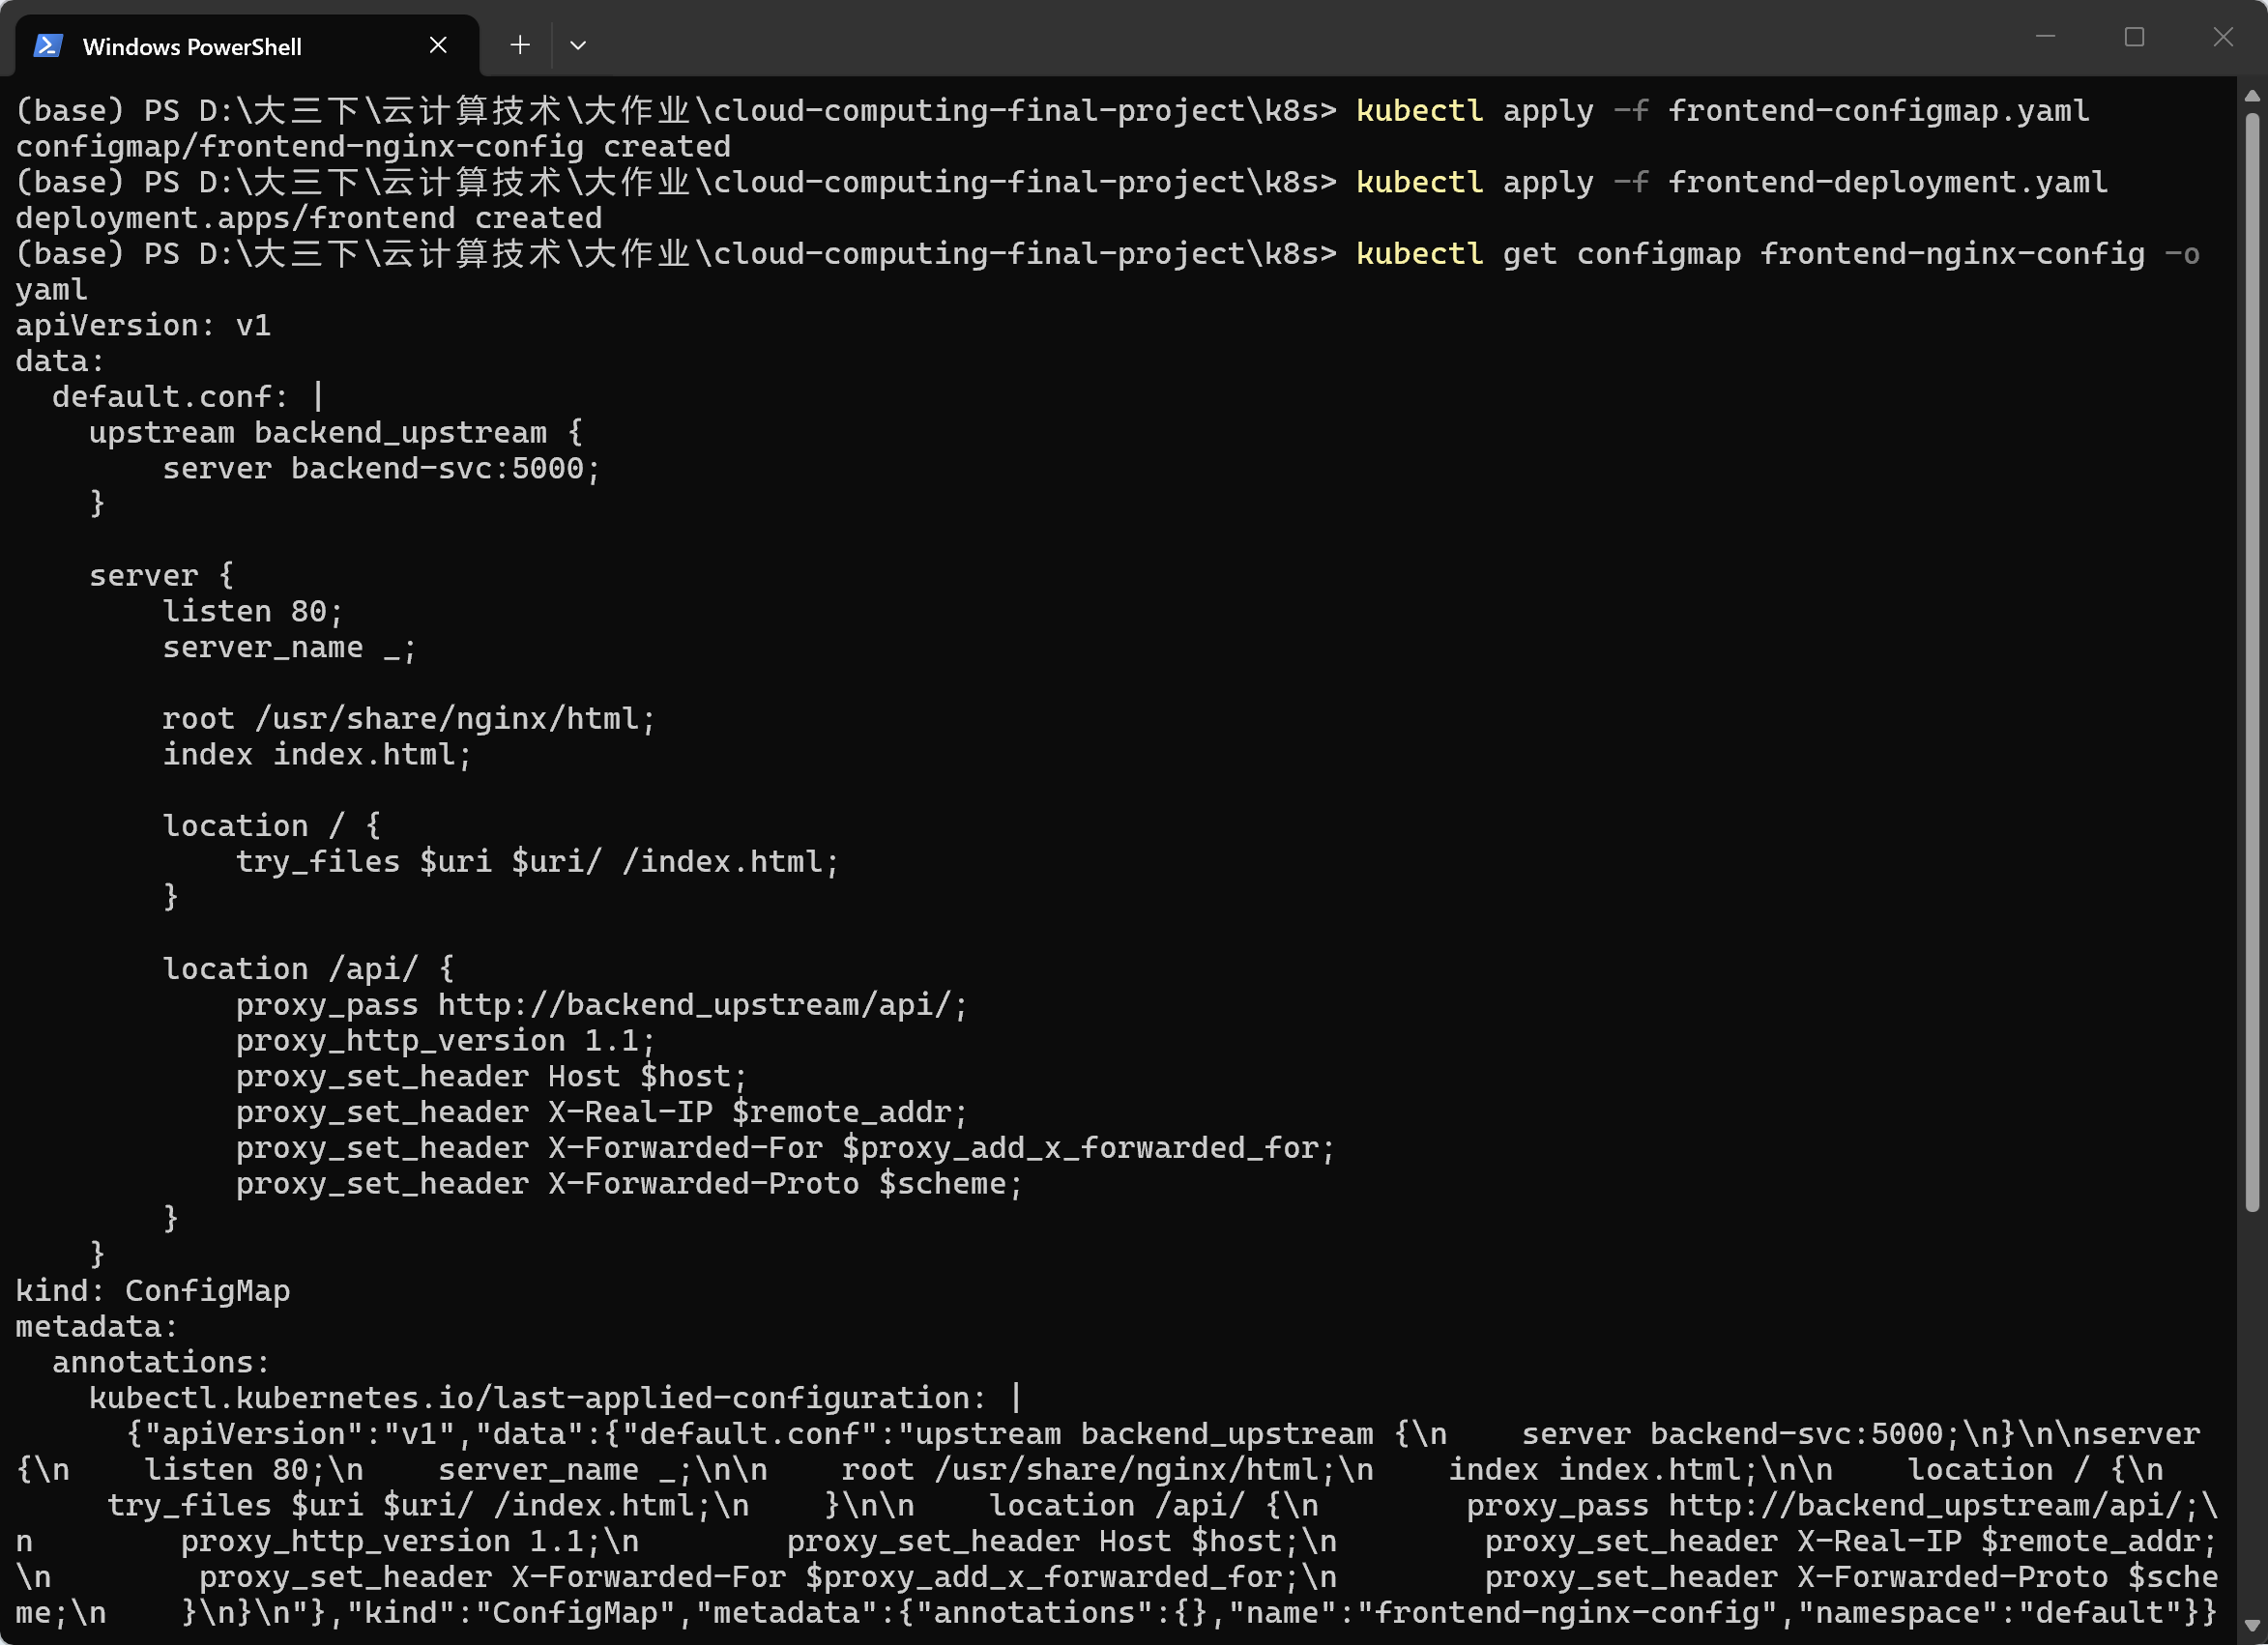 Windows PowerShell
(base) PS D:\大三下\云计算技术\大作业\cloud-computing-final-project\k8s> kubectl apply -f frontend-configmap.yaml
configmap/frontend-nginx-config created
(base) PS D:\大三下\云计算技术\大作业\cloud-computing-final-project\k8s> kubectl apply -f frontend-deployment.yaml
deployment.apps/frontend created
(base) PS D:\大三下\云计算技术\大作业\cloud-computing-final-project\k8s> kubectl get configmap frontend-nginx-config -o
yaml
apiVersion: v1
data:
  default.conf: |
    upstream backend_upstream {
        server backend-svc:5000;
    }

    server {
        listen 80;
        server_name _;

        root /usr/share/nginx/html;
        index index.html;

        location / {
            try_files $uri $uri/ /index.html;
        }

        location /api/ {
            proxy_pass http://backend_upstream/api/;
            proxy_http_version 1.1;
            proxy_set_header Host $host;
            proxy_set_header X-Real-IP $remote_addr;
            proxy_set_header X-Forwarded-For $proxy_add_x_forwarded_for;
            proxy_set_header X-Forwarded-Proto $scheme;
        }
    }
kind: ConfigMap
metadata:
  annotations:
    kubectl.kubernetes.io/last-applied-configuration: |
      {"apiVersion":"v1","data":{"default.conf":"upstream backend_upstream {\n    server backend-svc:5000;\n}\n\nserver
{\n    listen 80;\n    server_name _;\n\n    root /usr/share/nginx/html;\n    index index.html;\n\n    location / {\n
     try_files $uri $uri/ /index.html;\n    }\n\n    location /api/ {\n        proxy_pass http://backend_upstream/api/;\
n        proxy_http_version 1.1;\n        proxy_set_header Host $host;\n        proxy_set_header X-Real-IP $remote_addr;
\n        proxy_set_header X-Forwarded-For $proxy_add_x_forwarded_for;\n        proxy_set_header X-Forwarded-Proto $sche
me;\n    }\n}\n"},"kind":"ConfigMap","metadata":{"annotations":{},"name":"frontend-nginx-config","namespace":"default"}}